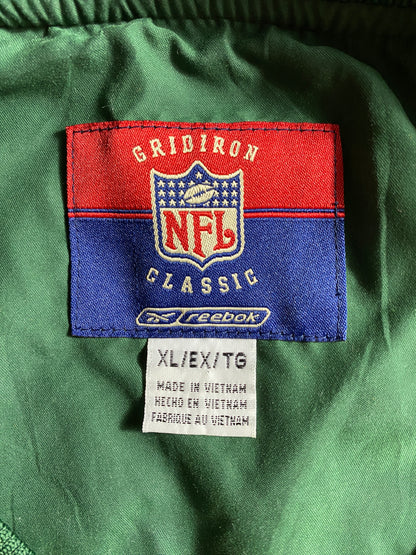 GRIDIRON
NFL
CLASSIC
reebok
XL/EX/TG
MADE IN VIETNAM
HECHO EN VIETNAM
FABRIQUE AU VIETNAM